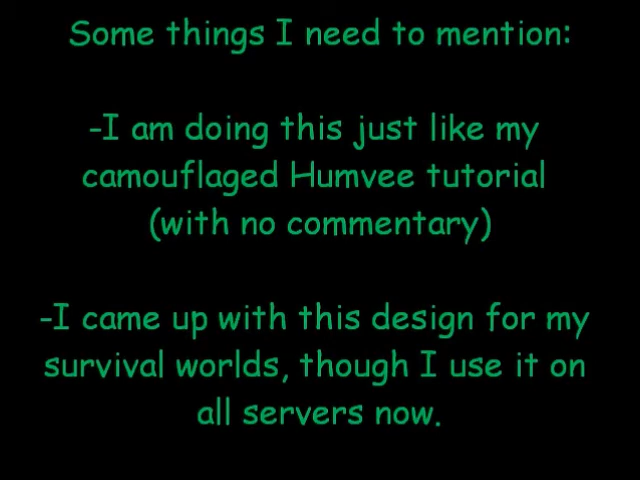 Some things I need to mention:
-I am doing this just like my
camouflaged Humvee tutorial
(with no commentary)
-I came up with this design for my
survival worlds, though I use it on
all servers now.